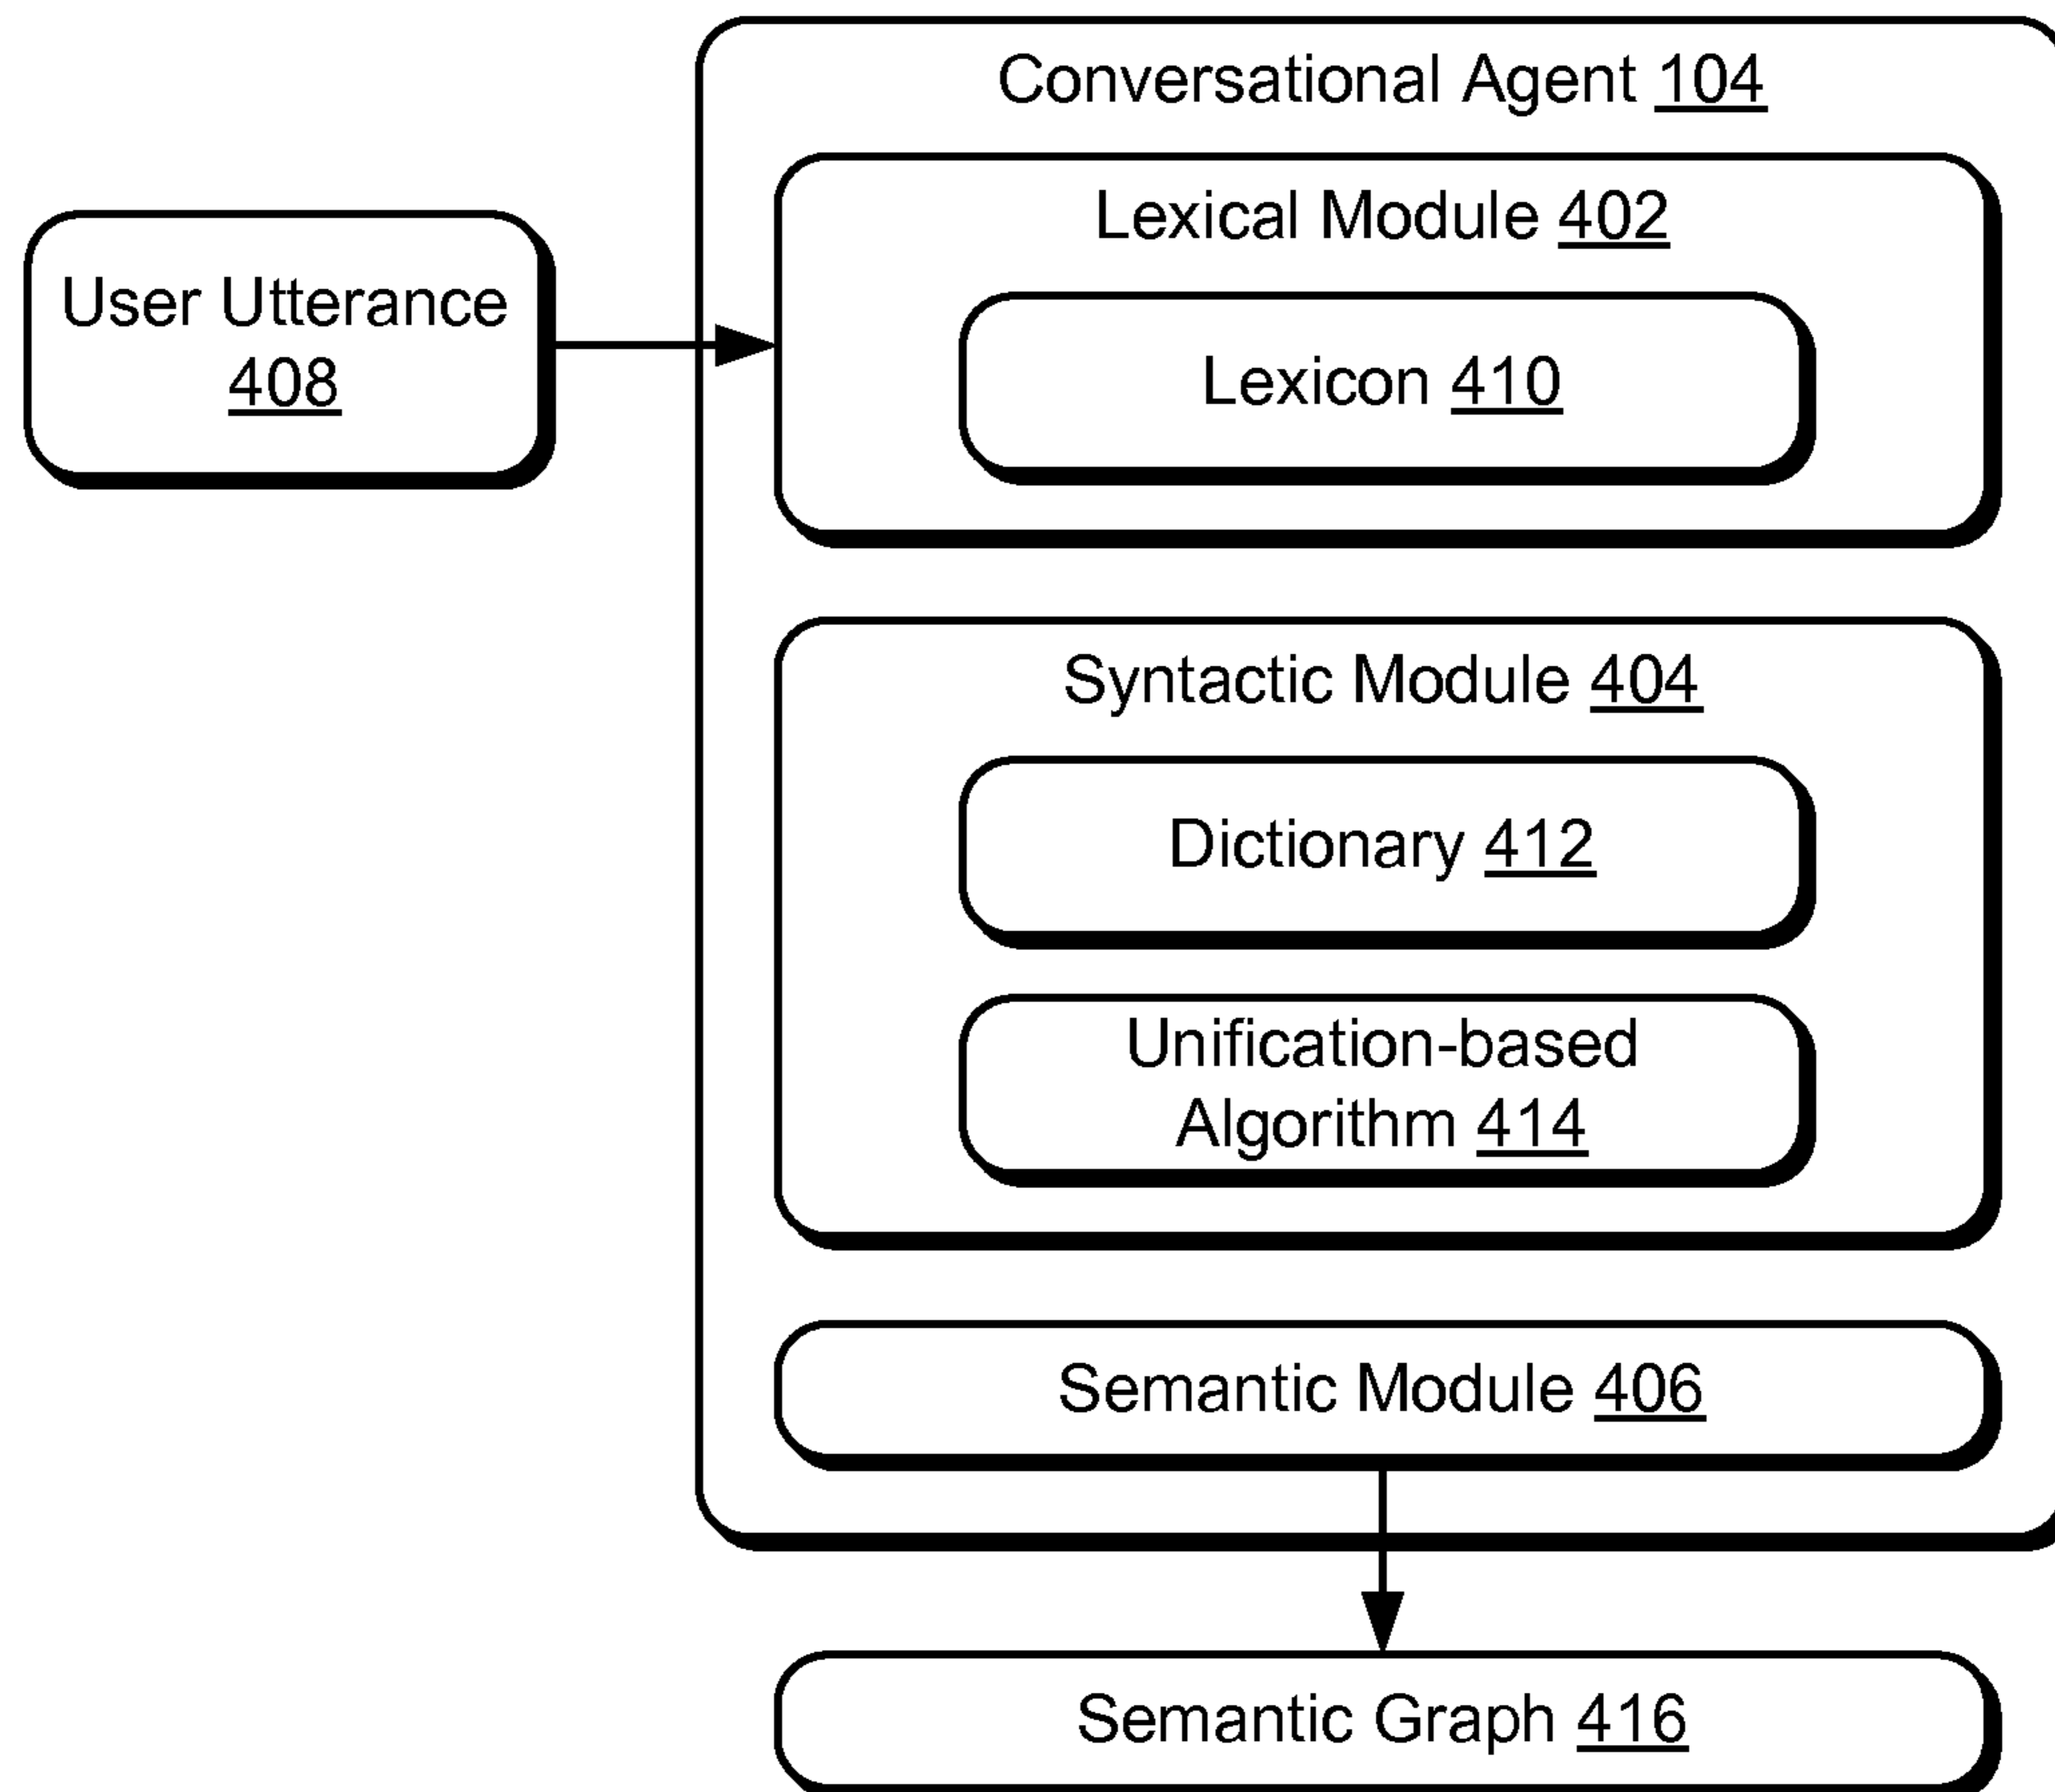 Conversational Agent 104
Lexical Module 402
User Utterance
408
Lexicon 410
Syntactic Module 404
Dictionary 412
Unification-based
Algorithm 414
Semantic Module 406
Semantic Graph 416